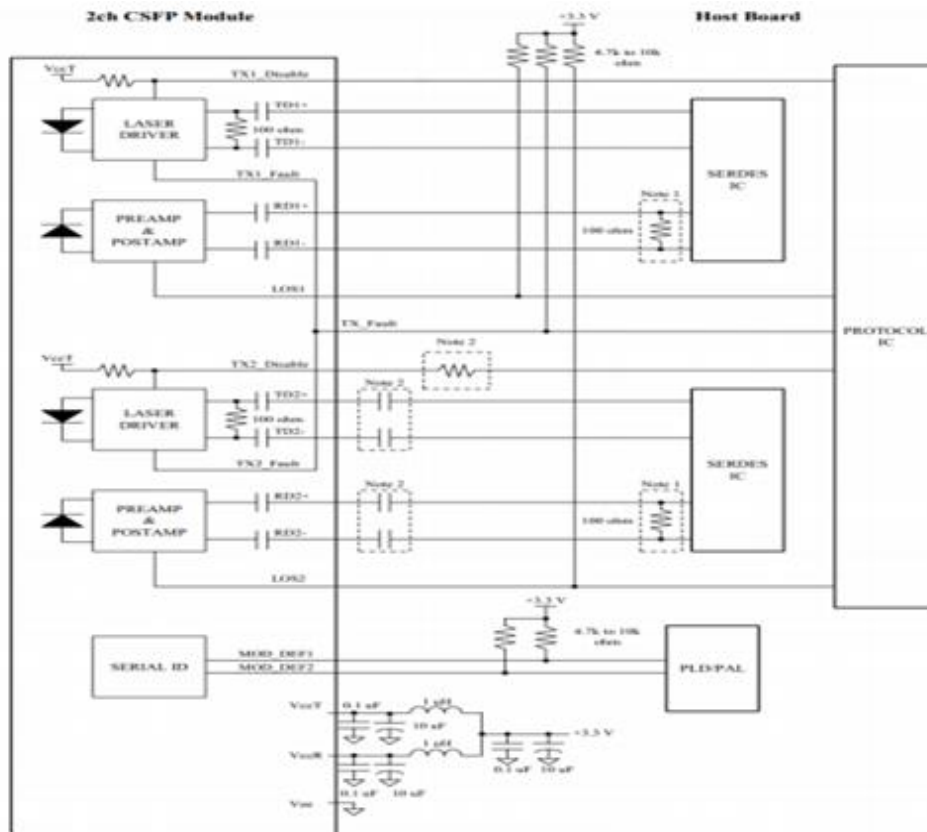 2ch CSFP Module
Host Board
+3.3 V
4.7k to 10k
ohm
VccT
TX1_Disable
LASER
DRIVER
TD1+
100 ohm
TD1-
TX1_Fault
SERDES
IC
PREAMP
&
POSTAMP
RD1+
RD1-
Note 1
100 ohm
LOS1
TX_Fault
PROTOCOL
IC
VccT
TX2_Disable
Note 2
LASER
DRIVER
TD2+
100 ohm
TD2-
Note 2
TX2_Fault
SERDES
IC
PREAMP
&
POSTAMP
RD2+
RD2-
Note 2
Note 1
100 ohm
LOS2
+3.3 V
4.7k to 10k
ohm
SERIAL ID
MOD_DEF1
MOD_DEF2
PLD/PAL
VccT
0.1 uF
1 uH
10 uF
+3.3 V
VccR
1 uH
0.1 uF
10 uF
0.1 uF
10 uF
Vee